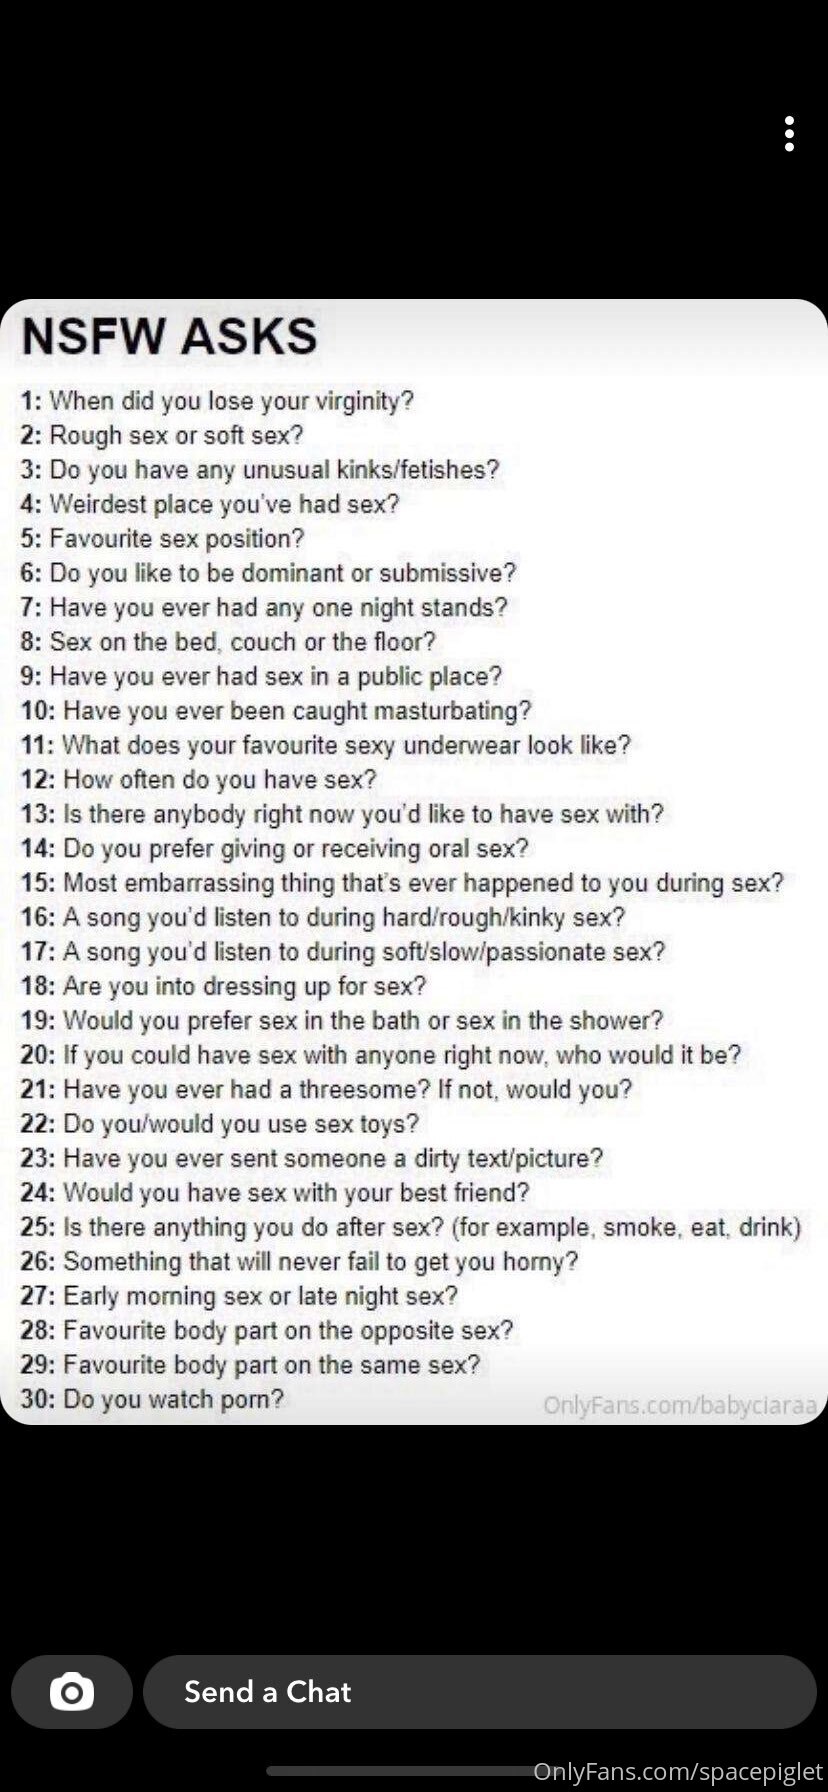 NSFW ASKS
1: When did you lose your virginity?
2: Rough sex or soft sex?
3: Do you have any unusual kinks/fetishes?
4: Weirdest place you've had sex?
5: Favourite sex position?
6: Do you like to be dominant or submissive?
7: Have you ever had any one night stands?
8: Sex on the bed, couch or the floor?
9: Have you ever had sex in a public place?
10: Have you ever been caught masturbating?
11: What does your favourite sexy underwear look like?
12: How often do you have sex?
13: Is there anybody right now you'd like to have sex with?
14: Do you prefer giving or receiving oral sex?
15: Most embarrassing thing that's ever happened to you during sex?
16: A song you'd listen to during hard/rough/kinky sex?
17: A song you'd listen to during soft/slow/passionate sex?
18: Are you into dressing up for sex?
19: Would you prefer sex in the bath or sex in the shower?
20: If you could have sex with anyone right now, who would it be?
21: Have you ever had a threesome? If not, would you?
22: Do you/would you use sex toys?
23: Have you ever sent someone a dirty text/picture?
24: Would you have sex with your best friend?
25: Is there anything you do after sex? (for example, smoke, eat, drink)
26: Something that will never fail to get you horny?
27: Early morning sex or late night sex?
28: Favourite body part on the opposite sex?
29: Favourite body part on the same sex?
30: Do you watch porn?
OnlyFans.com/babyciaraa
Send a Chat
OnlyFans.com/spacepiglet